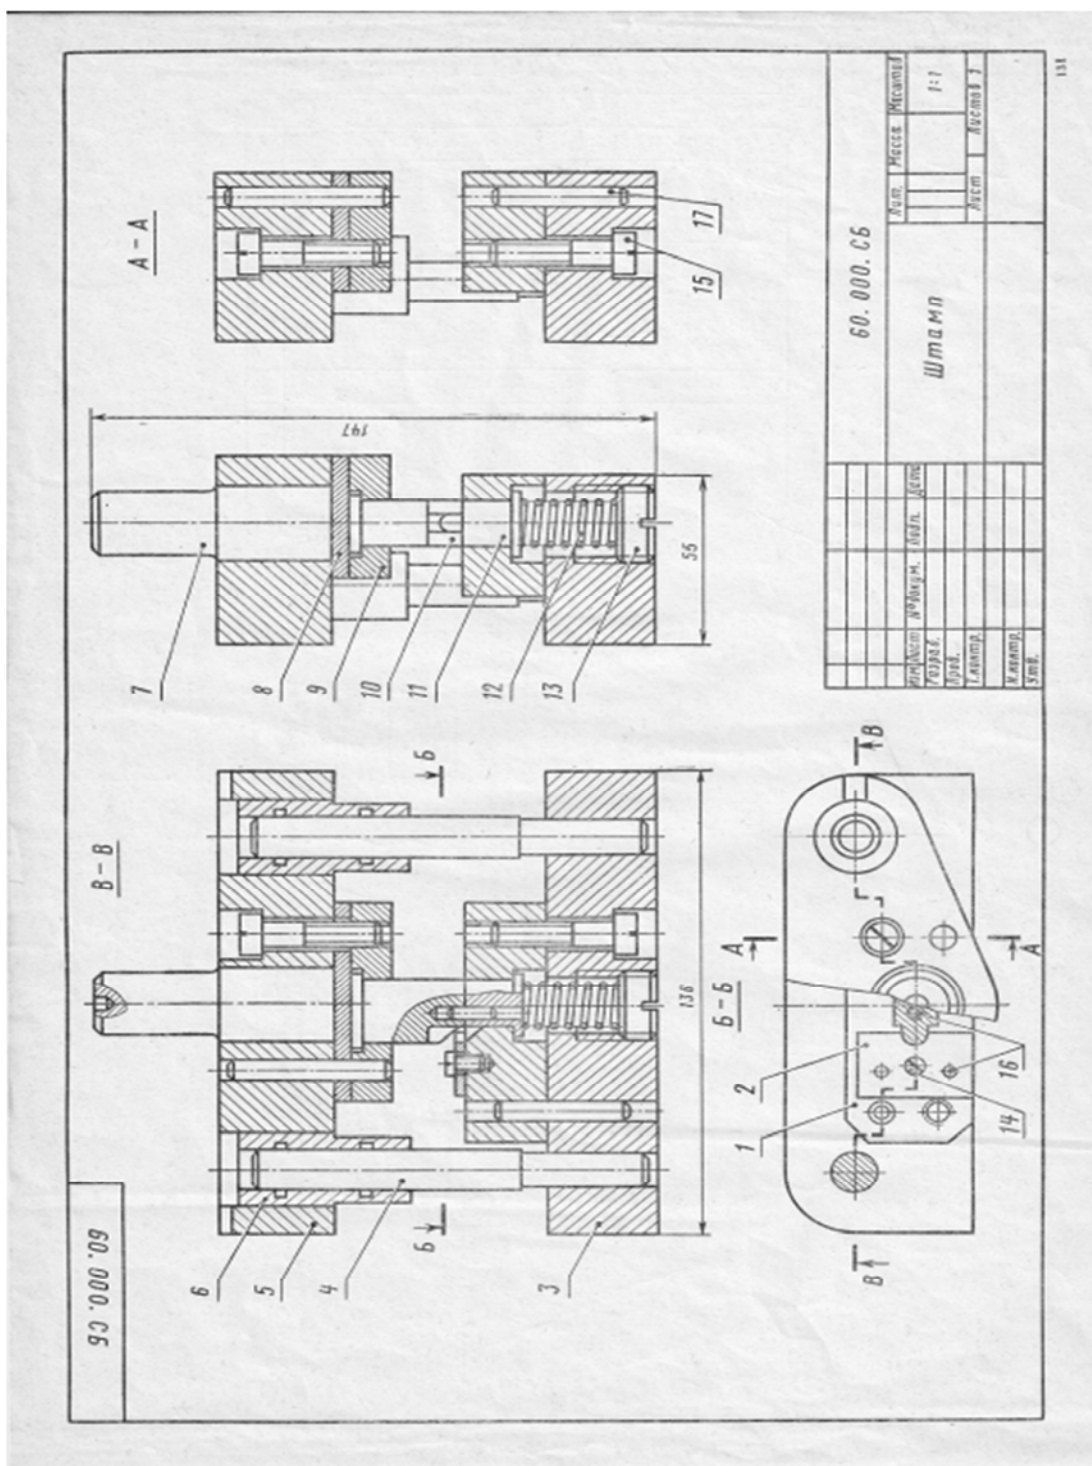 60. 000. СБ
В – В
А – А
7
8
9
10
11
12
13
147
56
17
15
6
5
4
3
Б
Б
136
Б – Б
А
А
В
В
1
2
14
16
60. 000. СБ
Штамп
Лит.
Масса
Масштаб
1:1
Лист
Листов 1
Изм.
Лист
№ докум.
Подп.
Дата
Разраб.
Пров.
Т.контр.
Н.контр.
Утв.
138